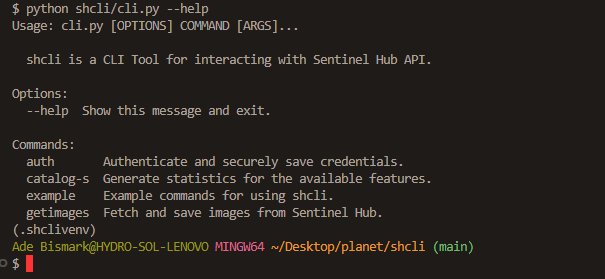 $ python shcli/cli.py --help
Usage: cli.py [OPTIONS] COMMAND [ARGS]...
shcli is a CLI Tool for interacting with Sentinel Hub API.
Options:
--help  Show this message and exit.
Commands:
auth       Authenticate and securely save credentials.
catalog-s  Generate statistics for the available features.
example    Example commands for using shcli.
getimages  Fetch and save images from Sentinel Hub.
(.shclivenv)
Ade Bismark@HYDRO-SOL-LENOVO MINGW64 ~/Desktop/planet/shcli (main)
$